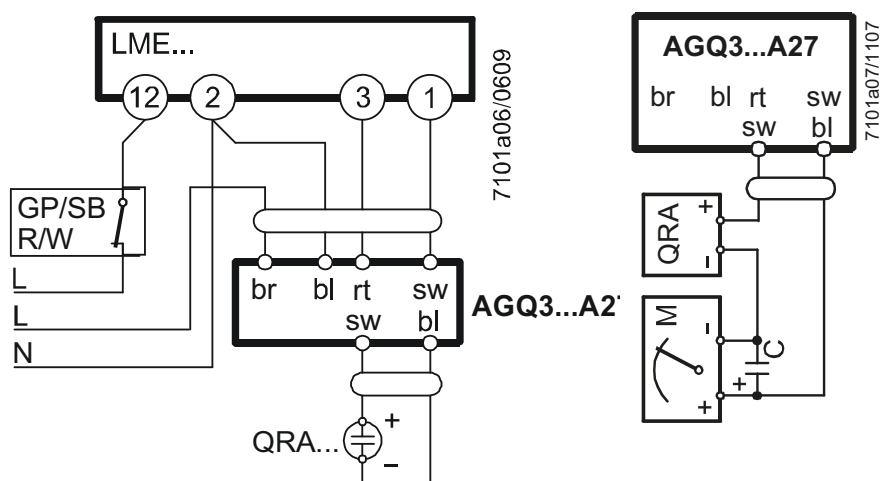 LME...
12 2 3 1
GP/SB
R/W
L
L
N
br bl rt sw
sw bl
AGQ3...A2
QRA...
+
–
7101a06/0609
AGQ3...A27
br bl rt sw
sw bl
QRA
+
-
M
-
+
C
+
7101a07/1107